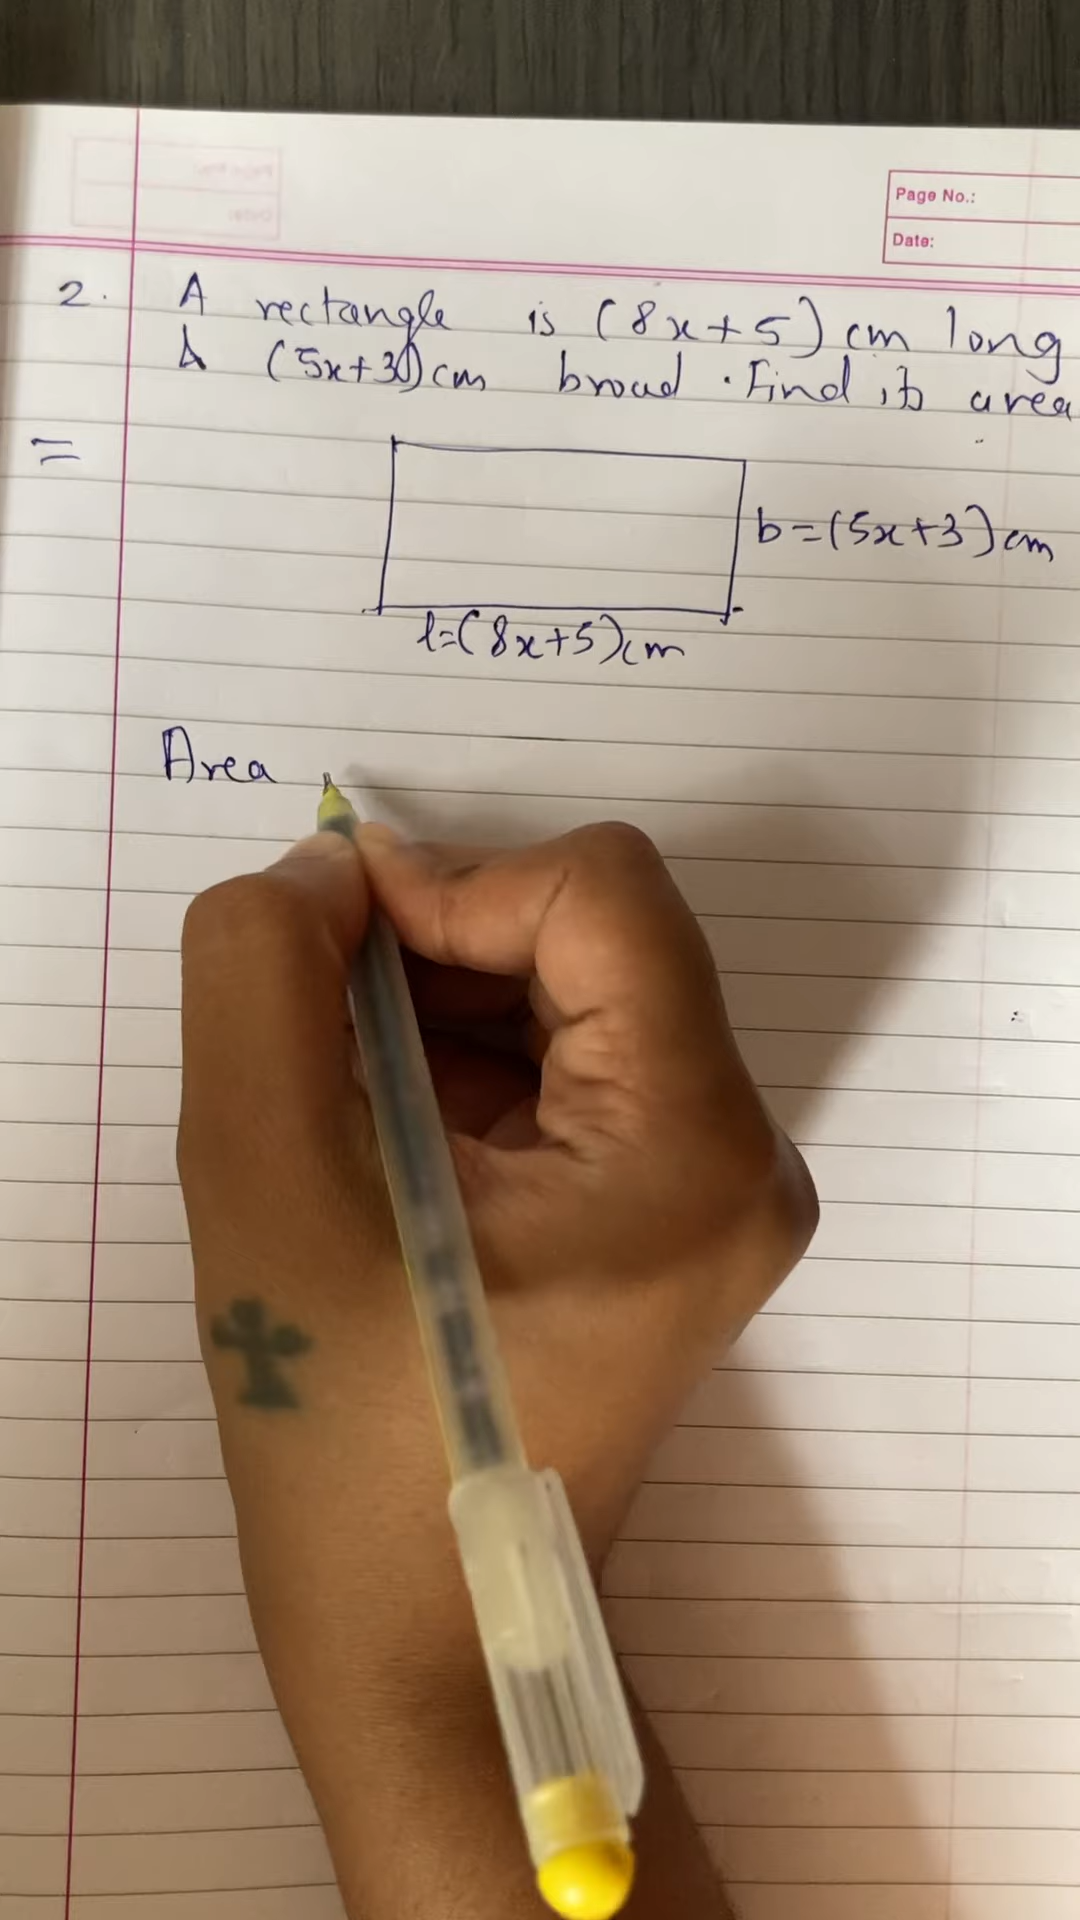 Page No.:
Date:
2. A rectangle is (8x+5) cm long
& (5x+3) cm broad. Find its area
=
b=(5x+3)cm
l=(8x+5)cm
Area